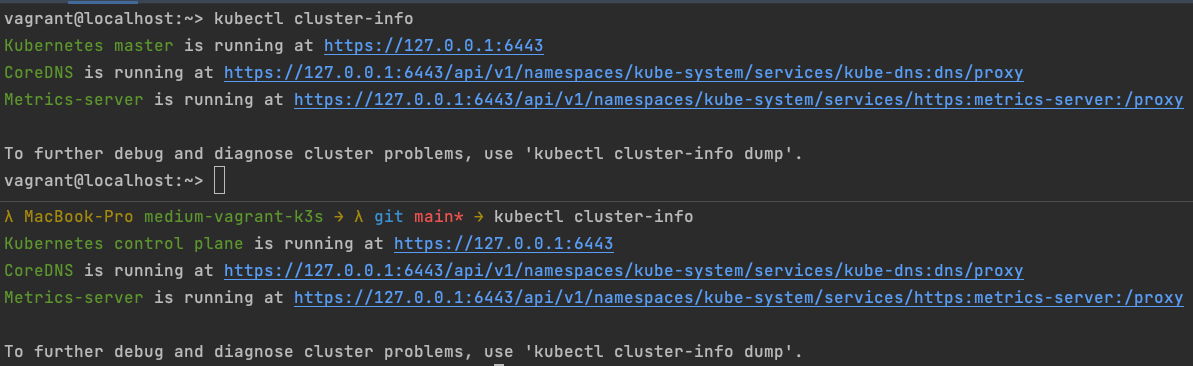 vagrant@localhost:~> kubectl cluster-info
Kubernetes master is running at https://127.0.0.1:6443
CoreDNS is running at https://127.0.0.1:6443/api/v1/namespaces/kube-system/services/kube-dns:dns/proxy
Metrics-server is running at https://127.0.0.1:6443/api/v1/namespaces/kube-system/services/https:metrics-server:/proxy
To further debug and diagnose cluster problems, use 'kubectl cluster-info dump'.
vagrant@localhost:~>
λ MacBook-Pro medium-vagrant-k3s → λ git main* → kubectl cluster-info
Kubernetes control plane is running at https://127.0.0.1:6443
CoreDNS is running at https://127.0.0.1:6443/api/v1/namespaces/kube-system/services/kube-dns:dns/proxy
Metrics-server is running at https://127.0.0.1:6443/api/v1/namespaces/kube-system/services/https:metrics-server:/proxy
To further debug and diagnose cluster problems, use 'kubectl cluster-info dump'.